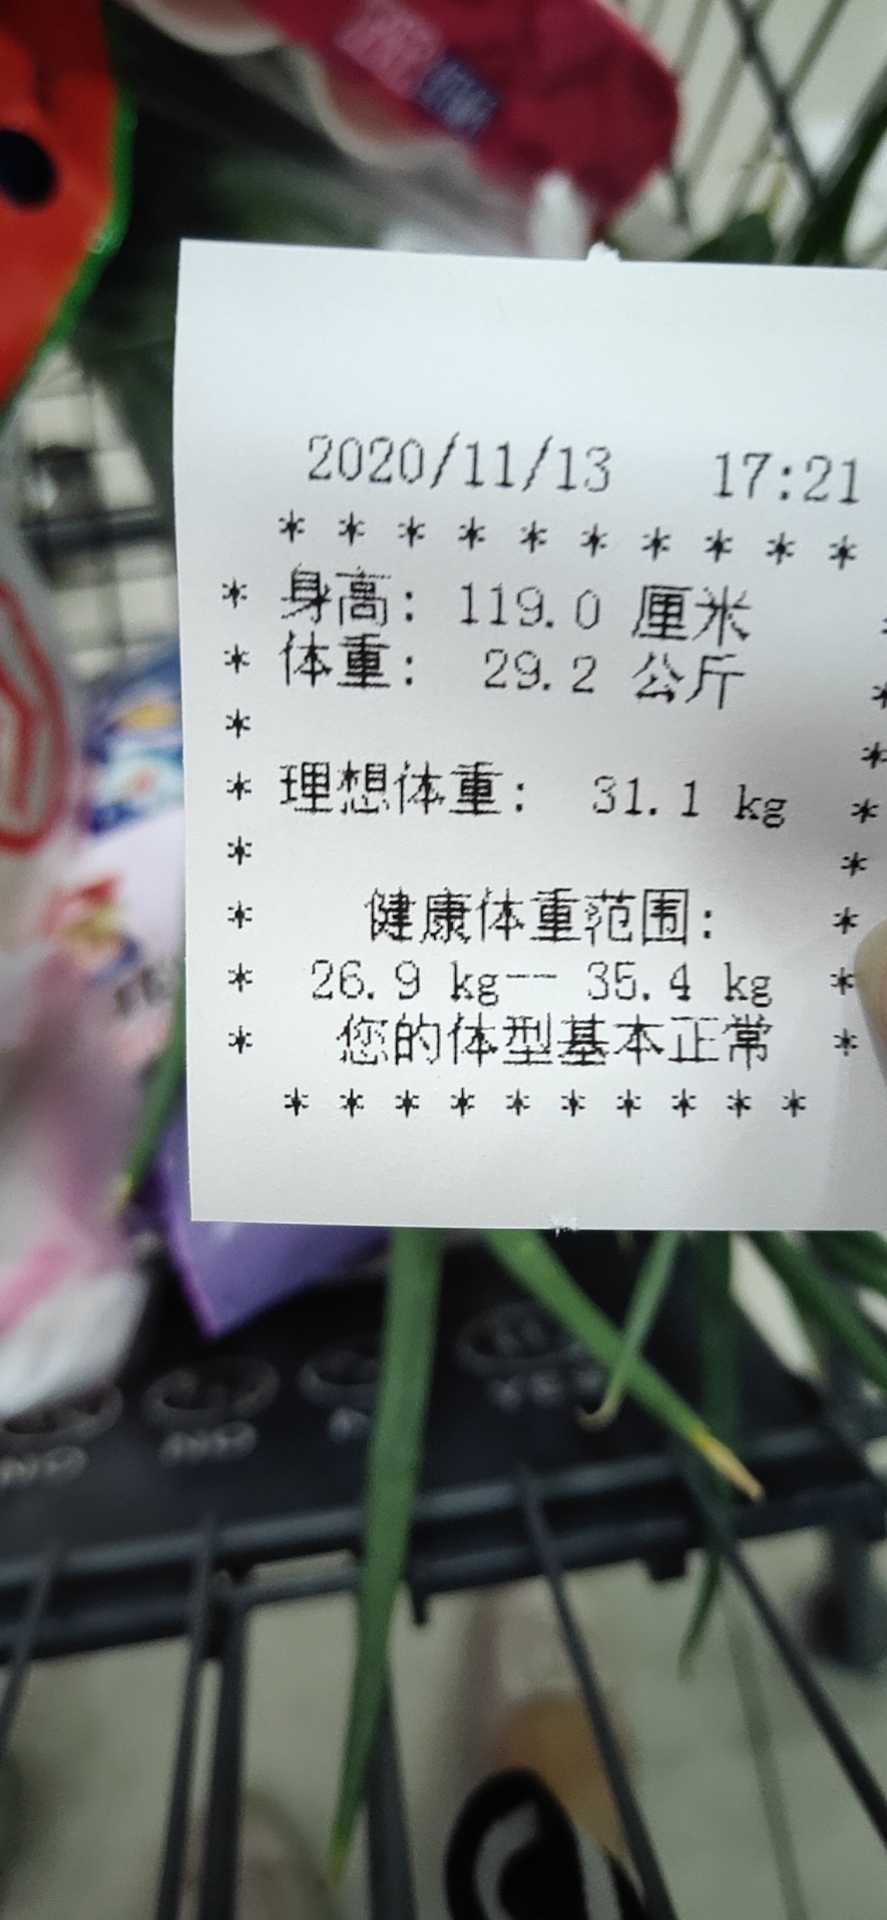 2020/11/13 17:21
* * * * * * * * * *
* 身高: 119.0 厘米 *
* 体重: 29.2 公斤 *
* *
* 理想体重: 31.1 kg *
* *
* 健康体重范围: *
* 26.9 kg-- 35.4 kg *
* 您的体型基本正常 *
* * * * * * * * * *
NO
NO